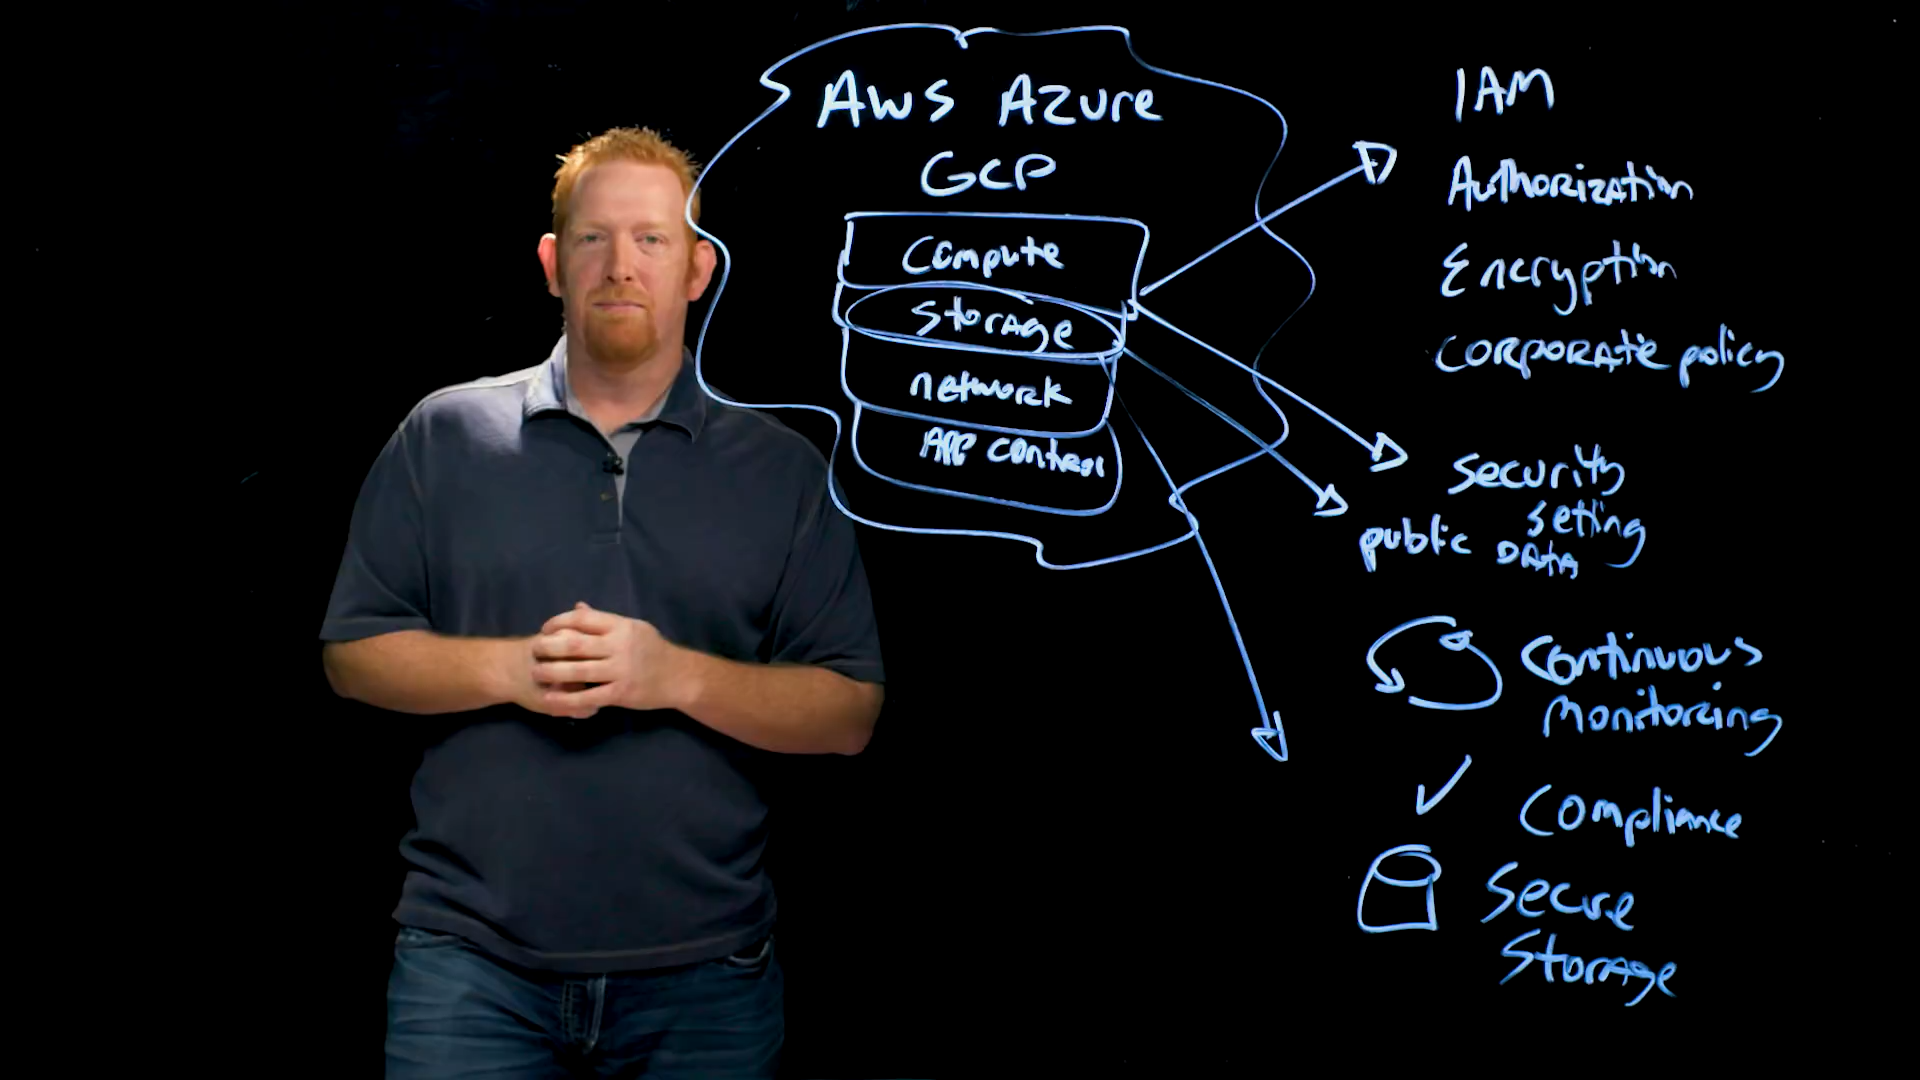 AWS Azure
GCP
Compute
Storage
network
APP control
IAM
Authorization
Encryption
corporate policy
Security
setting
public DATA
Continuous
monitoring
Compliance
Secure
Storage